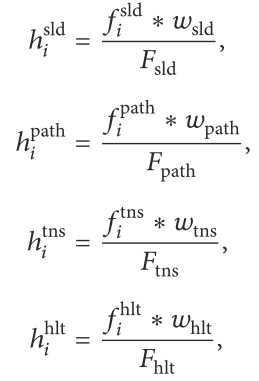 h_i^sld = f_i^sld * w_sld / F_sld,
h_i^path = f_i^path * w_path / F_path,
h_i^tns = f_i^tns * w_tns / F_tns,
h_i^hlt = f_i^hlt * w_hlt / F_hlt,